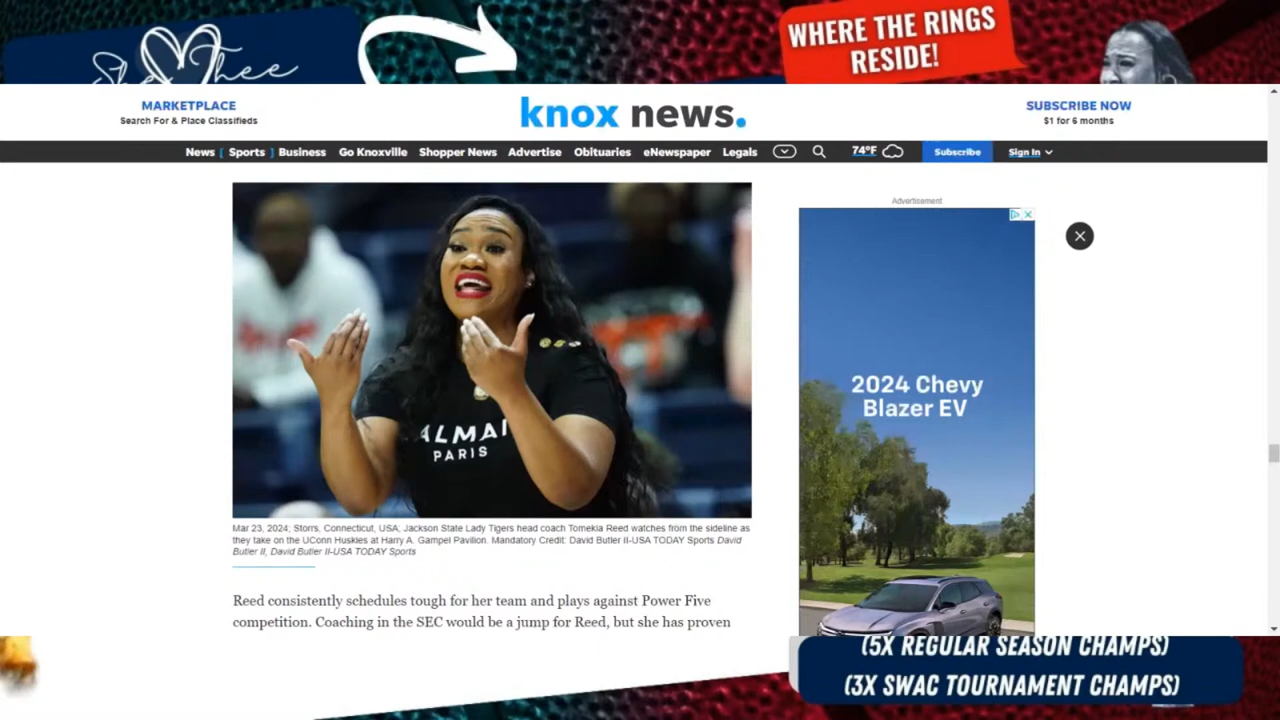 She Thee
WHERE THE RINGS
RESIDE!
MARKETPLACE
Search For & Place Classifieds
knox news.
SUBSCRIBE NOW
$1 for 6 months
News [ Sports ] Business Go Knoxville Shopper News Advertise Obituaries eNewspaper Legals 74°F Subscribe Sign In
Advertisement
ALMAI
PARIS
2024 Chevy
Blazer EV
Mar 23, 2024; Storrs, Connecticut, USA; Jackson State Lady Tigers head coach Tomekia Reed watches from the sideline as
they take on the UConn Huskies at Harry A. Gampel Pavilion. Mandatory Credit: David Butler II-USA TODAY Sports David
Butler II, David Butler II-USA TODAY Sports
Reed consistently schedules tough for her team and plays against Power Five
competition. Coaching in the SEC would be a jump for Reed, but she has proven
(5X REGULAR SEASON CHAMPS)
(3X SWAC TOURNAMENT CHAMPS)